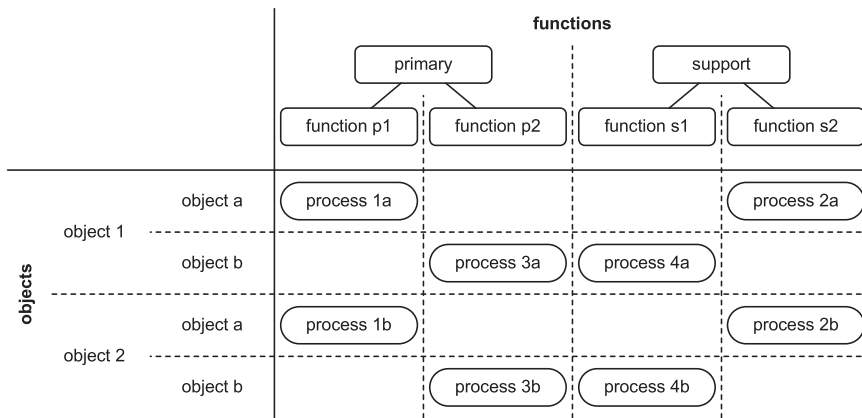 functions
primary support
function p1 function p2 function s1 function s2
object a process 1a process 2a
object 1
object b process 3a process 4a
objects
object a process 1b process 2b
object 2
object b process 3b process 4b